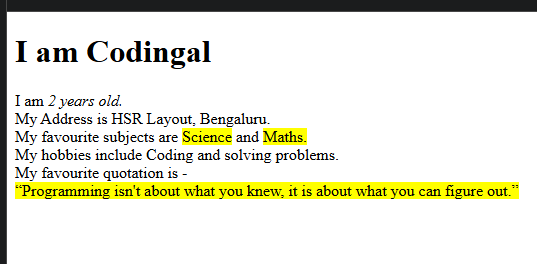 I am Codingal
I am 2 years old.
My Address is HSR Layout, Bengaluru.
My favourite subjects are Science and Maths.
My hobbies include Coding and solving problems.
My favourite quotation is -
“Programming isn't about what you knew, it is about what you can figure out.”